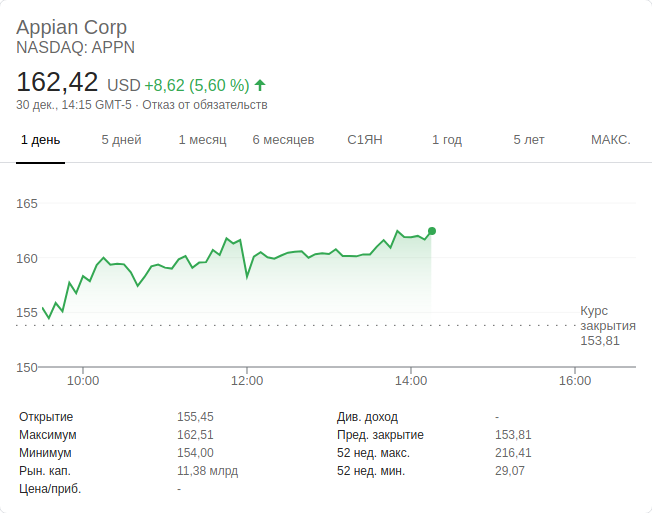 Appian Corp
NASDAQ: APPN
162,42 USD +8,62 (5,60 %)
30 дек., 14:15 GMT-5 · Отказ от обязательств
1 день 5 дней 1 месяц 6 месяцев С1ЯН 1 год 5 лет МАКС.
165
160
155
150
Курс
закрытия
153,81
10:00 12:00 14:00 16:00
Открытие 155,45 Див. доход -
Максимум 162,51 Пред. закрытие 153,81
Минимум 154,00 52 нед. макс. 216,41
Рын. кап. 11,38 млрд 52 нед. мин. 29,07
Цена/приб. -